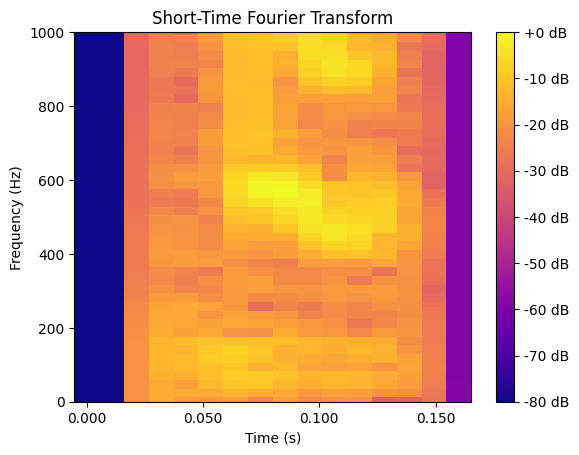 Short-Time Fourier Transform
1000
800
600
400
200
0
Frequency (Hz)
0.000
0.050
0.100
0.150
Time (s)
+0 dB
-10 dB
-20 dB
-30 dB
-40 dB
-50 dB
-60 dB
-70 dB
-80 dB